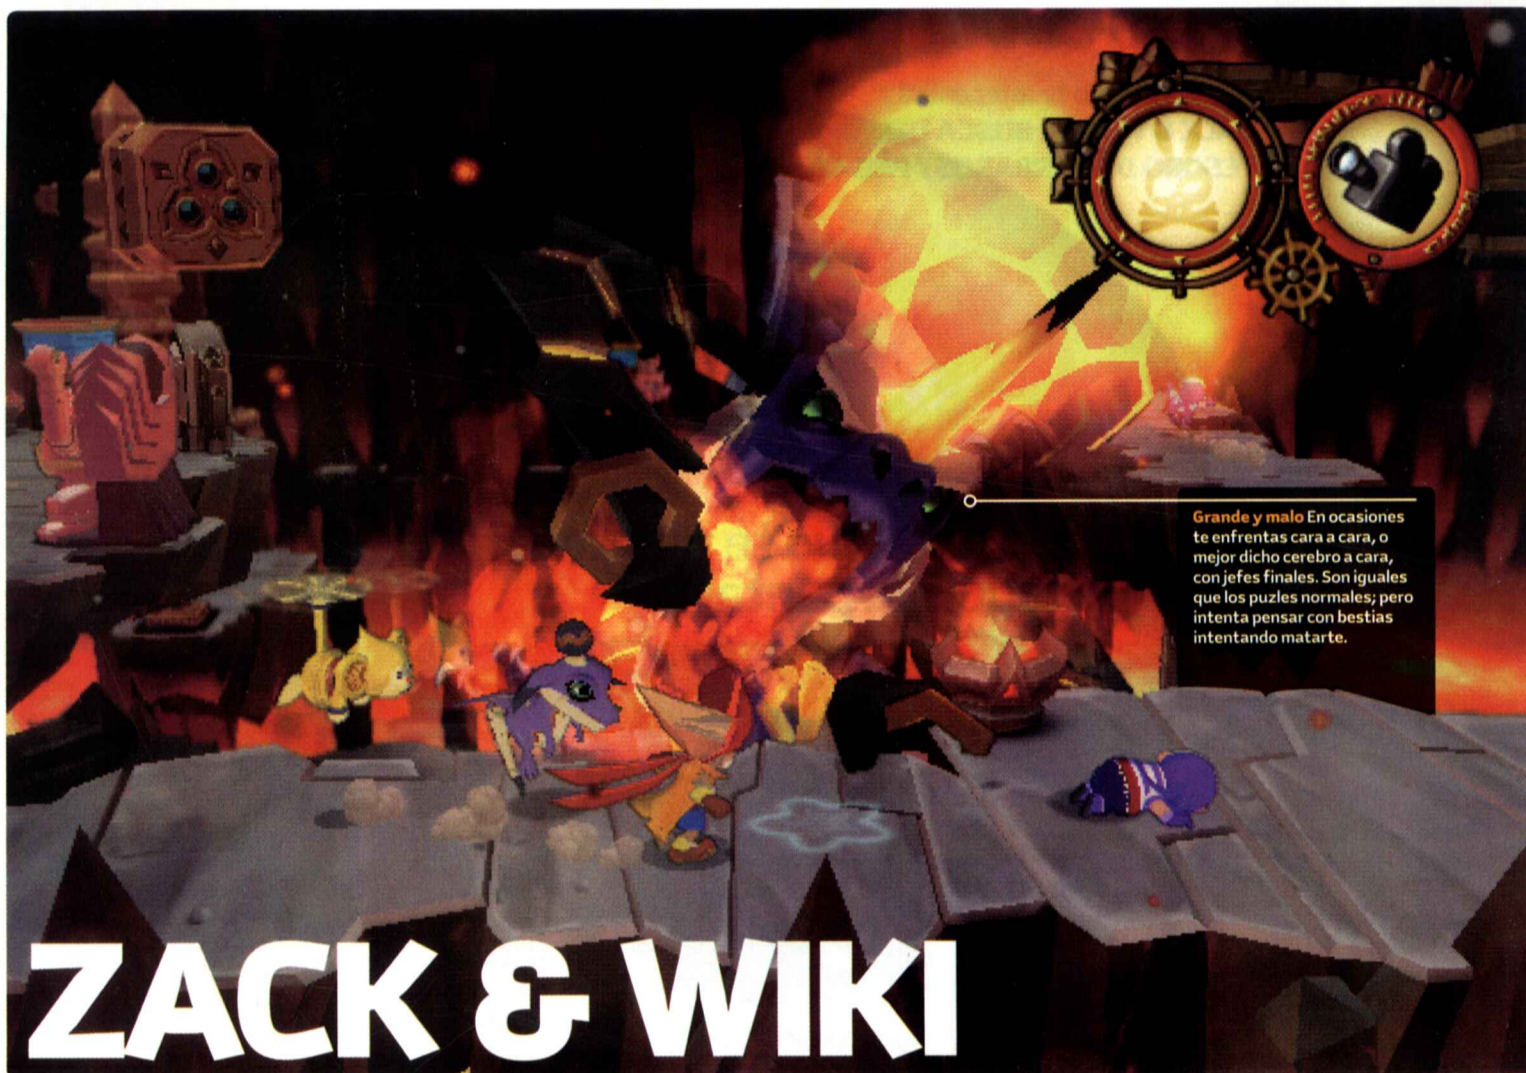 Grande y malo En ocasiones
te enfrentas cara a cara, o
mejor dicho cerebro a cara,
con jefes finales. Son iguales
que los puzles normales; pero
intenta pensar con bestias
intentando matarte.
ZACK & WIKI